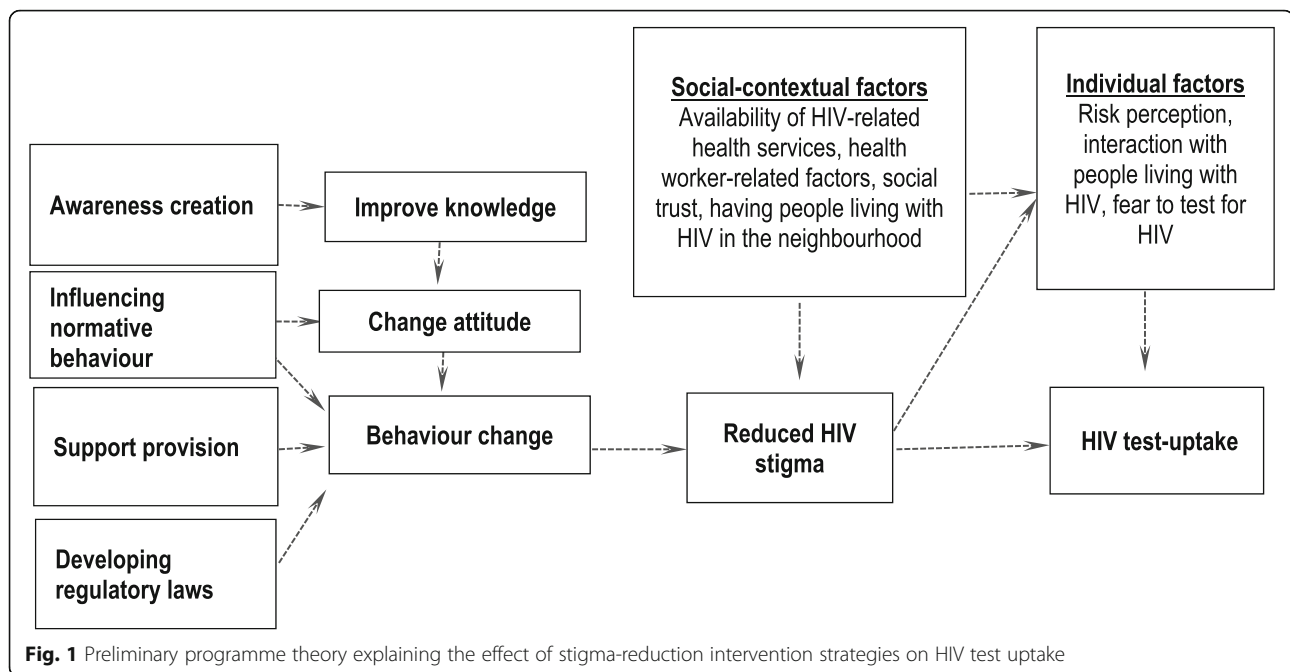 Awareness creation
Influencing
normative
behaviour
Support provision
Developing
regulatory laws
Improve knowledge
Change attitude
Behaviour change
Social-contextual factors
Availability of HIV-related
health services, health
worker-related factors, social
trust, having people living with
HIV in the neighbourhood
Reduced HIV
stigma
Individual factors
Risk perception,
interaction with
people living with
HIV, fear to test for
HIV
HIV test-uptake
Fig. 1 Preliminary programme theory explaining the effect of stigma-reduction intervention strategies on HIV test uptake